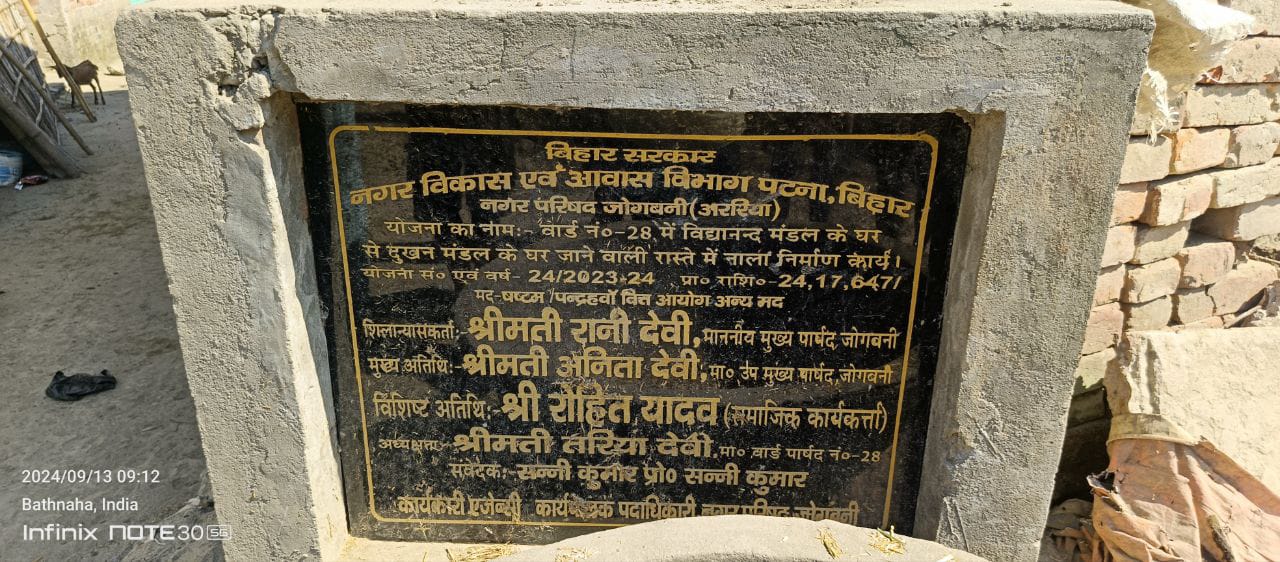 बिहार सरकार
नगर विकास एवं आवास विभाग पटना, बिहार
नगर परिषद जोगबनी(अररिया)
योजना का नाम:- वार्ड नं०-28 में विद्यानन्द मंडल के घर
से दुखन मंडल के घर जाने वाली रास्ते में नाला निर्माण कार्य।
योजना सं० एवं वर्ष- 24/2023-24 प्रा० राशि०-24,17,647/
मद-षष्टम/पन्द्रहवाँ वित्त आयोग अन्य मद
शिलान्यासकर्ता:-श्रीमती रानी देवी, माननीय मुख्य पार्षद, जोगबनी
मुख्य अतिथि:-श्रीमती अनिता देवी, मा० उप मुख्य पार्षद, जोगबनी
विशिष्ट अतिथि:-श्री रोहित यादव (समाजिक कार्यकर्त्ता)
अध्यक्षता:-श्रीमती तरिया देवी, मा० वार्ड पार्षद नं०-28
संवेदक:- सन्नी कुमार प्रो० सन्नी कुमार
कार्यकारी एजेन्सी कार्यपालक पदाधिकारी नगर परिषद-जोगबनी
2024/09/13 09:12
Bathnaha, India
Infinix NOTE30 5G